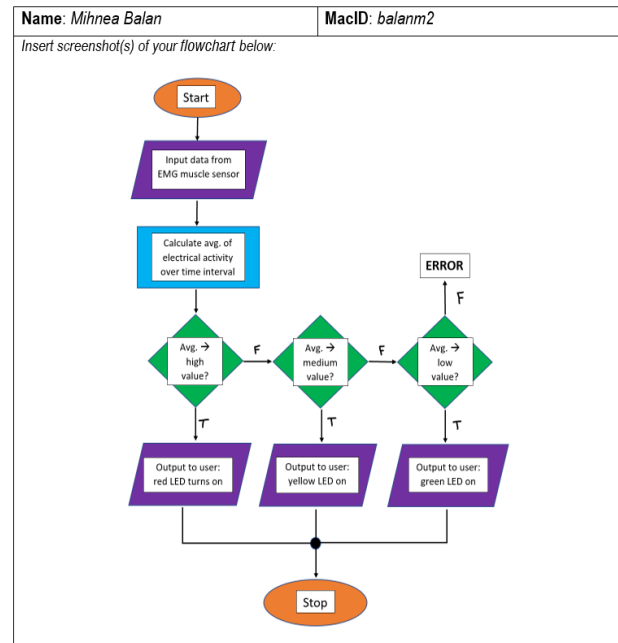 Name: Mihnea Balan
MacID: balanm2
Insert screenshot(s) of your flowchart below:
Start
Input data from
EMG muscle sensor
Calculate avg. of
electrical activity
over time interval
ERROR
F
Avg. →
high
value?
F
Avg. →
medium
value?
F
Avg. →
low
value?
T
T
T
Output to user:
red LED turns on
Output to user:
yellow LED on
Output to user:
green LED on
Stop